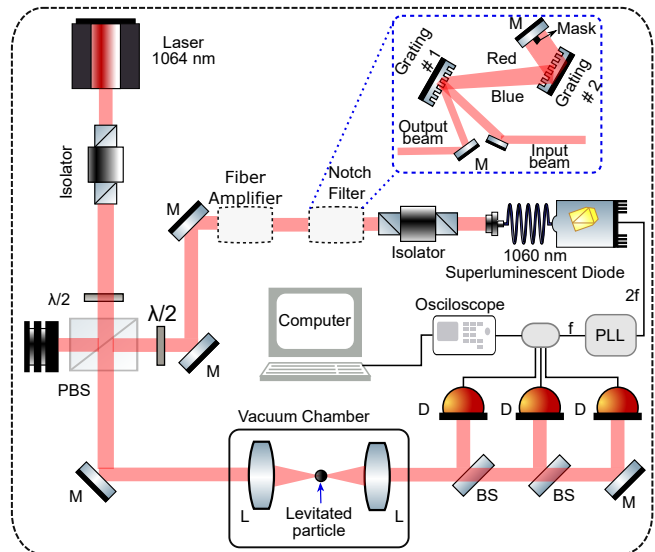 Laser
1064 nm
Isolator
λ/2
PBS
M
Fiber
Amplifier
Notch
Filter
λ/2
M
M
Mask
Red
Blue
Grating
# 1
Grating
# 2
Output
beam
M
Input
beam
Isolator
1060 nm
Superluminescent Diode
2f
Computer
Osciloscope
f
PLL
D
D
D
Vacuum Chamber
M
L
Levitated
particle
L
BS
BS
M